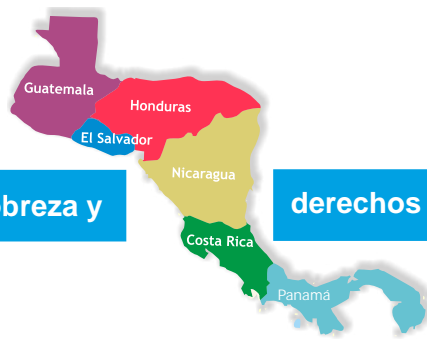 Guatemala
Honduras
El Salvador
Nicaragua
breza y
derechos
Costa Rica
Panamá